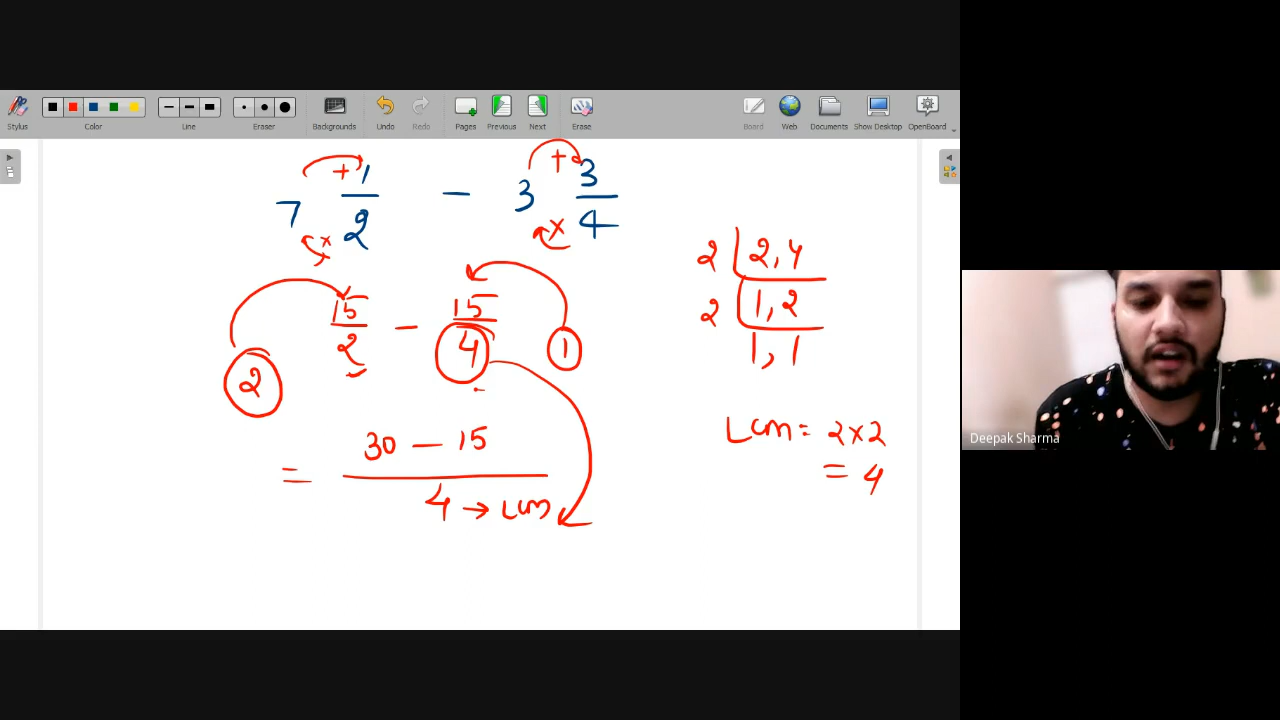 Stylus Color Line Eraser Backgrounds Undo Redo Pages Previous Next Erase Board Web Documents Show Desktop OpenBoard
7 1/2 - 3 3/4
+ +
x x
15/2 - 15/4
2 1
= 30 - 15 / 4 → LCM
2 | 2, 4
2 | 1, 2
1, 1
LCM = 2 x 2
= 4
Deepak Sharma